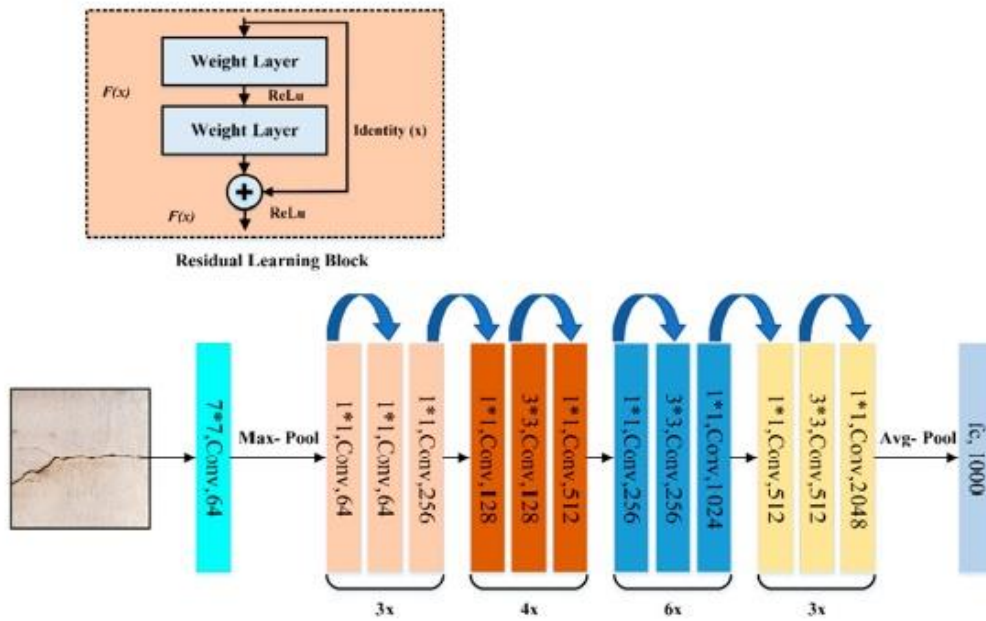 Weight Layer
F(x)
ReLu
Weight Layer
Identity (x)
+
F(x)
ReLu
Residual Learning Block
7*7,Conv,64
Max- Pool
1*1,Conv,64
1*1,Conv,64
1*1,Conv,256
1*1,Conv,128
3*3,Conv,128
1*1,Conv,512
1*1,Conv,256
3*3,Conv,256
1*1,Conv,1024
1*1,Conv,512
3*3,Conv,512
1*1,Conv,2048
Avg- Pool
fc, 1000
3x
4x
6x
3x